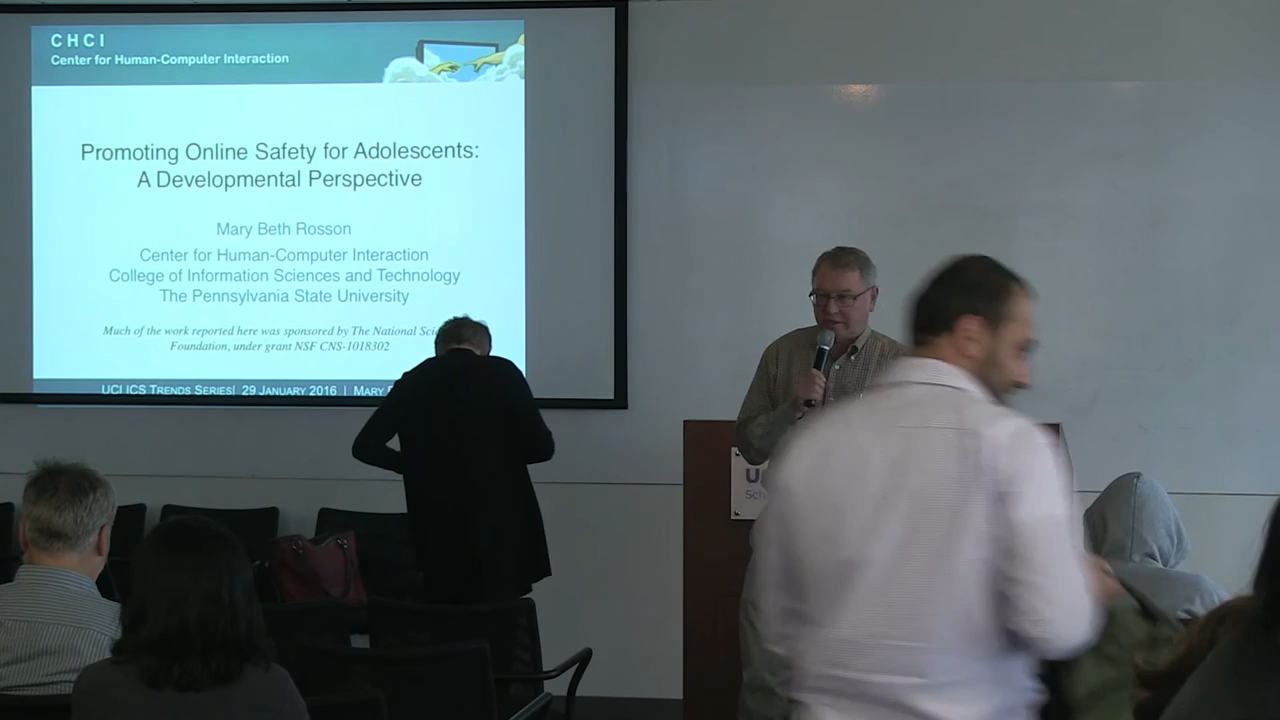 CHCI
Center for Human-Computer Interaction
Promoting Online Safety for Adolescents:
A Developmental Perspective
Mary Beth Rosson
Center for Human-Computer Interaction
College of Information Sciences and Technology
The Pennsylvania State University
Much of the work reported here was sponsored by The National
Foundation, under grant NSF CNS-1018302
UCI ICS TRENDS SERIES| 29 JANUARY 2016 | MARY